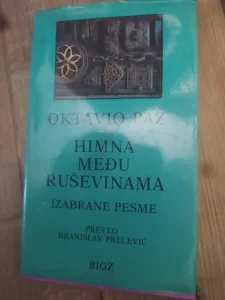 OKTAVIO PAZ
HIMNA
MEĐU
RUŠEVINAMA
IZABRANE PESME
PREVEO
BRANISLAV PRELEVIĆ
BIGZ